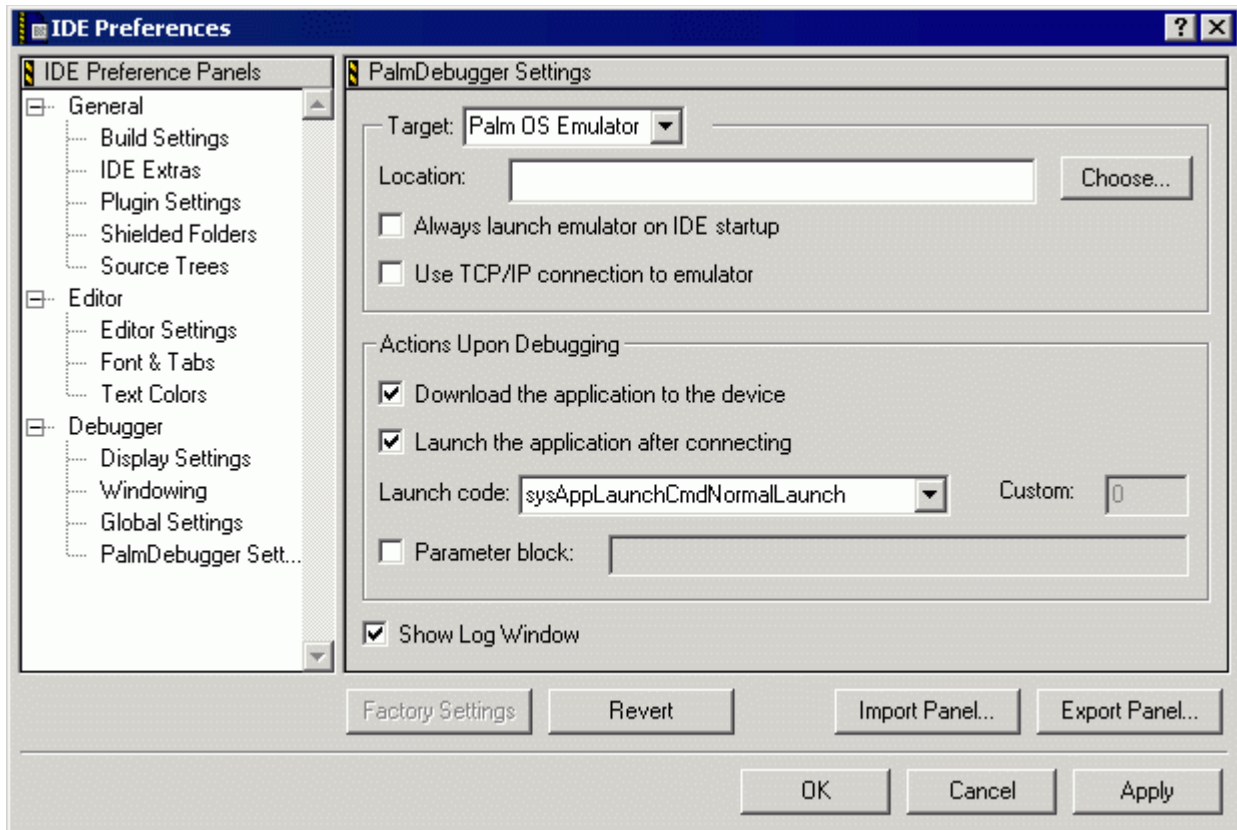 IDE Preferences
IDE Preference Panels
General
Build Settings
IDE Extras
Plugin Settings
Shielded Folders
Source Trees
Editor
Editor Settings
Font & Tabs
Text Colors
Debugger
Display Settings
Windowing
Global Settings
PalmDebugger Sett...
PalmDebugger Settings
Target: Palm OS Emulator
Location: Choose...
Always launch emulator on IDE startup
Use TCP/IP connection to emulator
Actions Upon Debugging
Download the application to the device
Launch the application after connecting
Launch code: sysAppLaunchCmdNormalLaunch Custom: 0
Parameter block:
Show Log Window
Factory Settings Revert Import Panel... Export Panel...
OK Cancel Apply